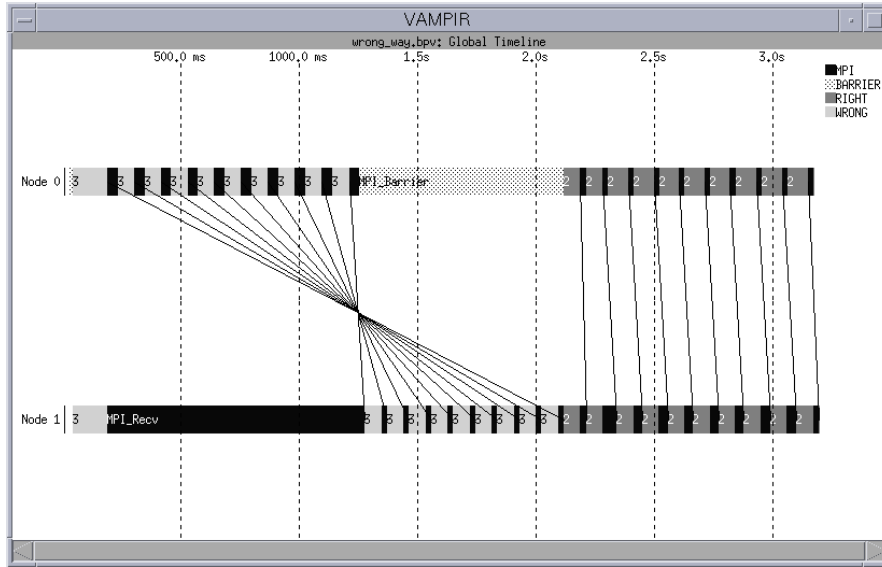 VAMPIR
wrong_way.bpv: Global Timeline
500.0 ms 1000.0 ms 1.5s 2.0s 2.5s 3.0s
MPI
BARRIER
RIGHT
WRONG
Node 0 3 3 3 3 3 3 3 3 3 3 MPI_Barrier 2 2 2 2 2 2 2 2 2 2
Node 1 3 MPI_Recv 3 3 3 3 3 3 3 3 3 2 2 2 2 2 2 2 2 2 2